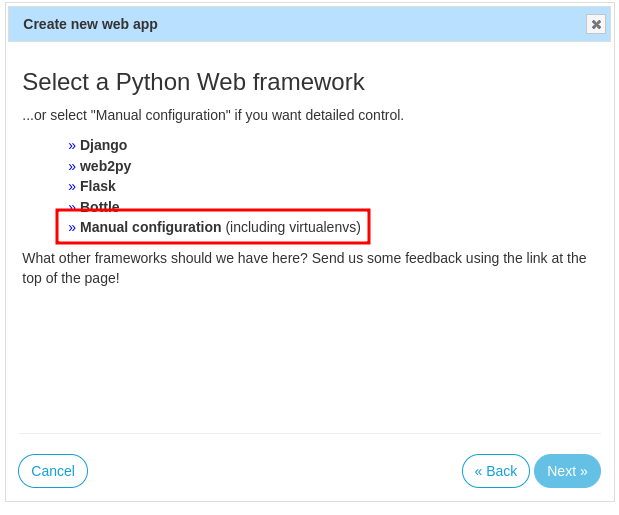 Create new web app ✖
Select a Python Web framework
...or select "Manual configuration" if you want detailed control.
» Django
» web2py
» Flask
» Bottle
» Manual configuration (including virtualenvs)
What other frameworks should we have here? Send us some feedback using the link at the
top of the page!
Cancel « Back Next »